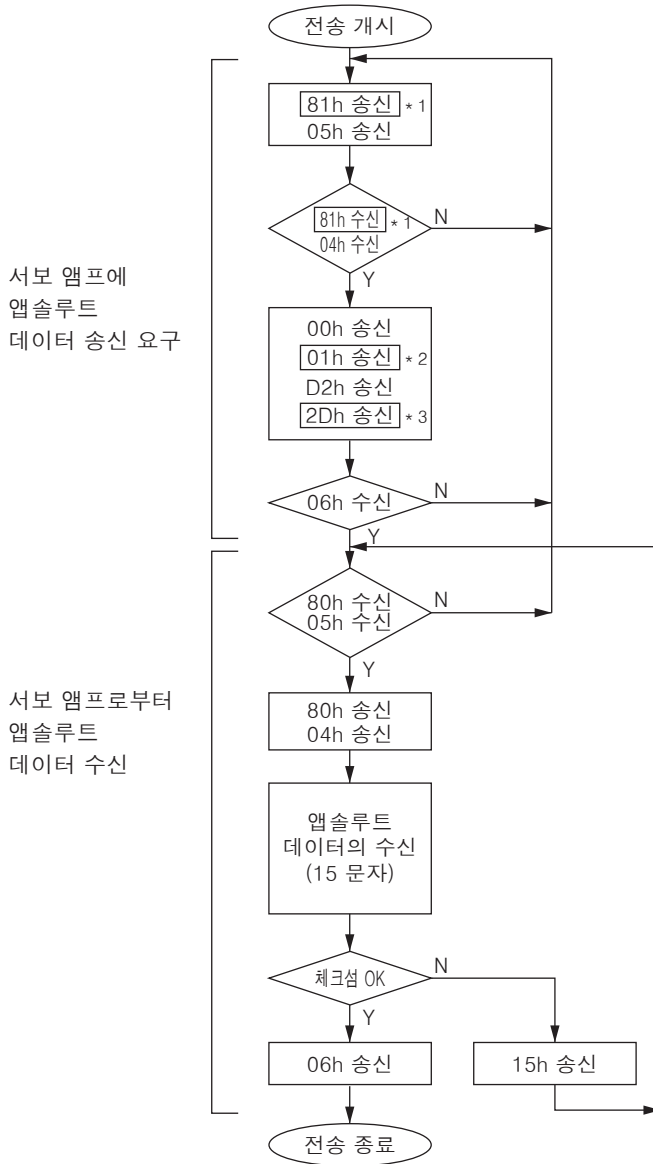 전송 개시
81h 송신 * 1
05h 송신
81h 수신 * 1
04h 수신
N
Y
서보 앰프에
앱솔루트
데이터 송신 요구
00h 송신
01h 송신 * 2
D2h 송신
2Dh 송신 * 3
06h 수신
N
Y
80h 수신
05h 수신
N
Y
서보 앰프로부터
앱솔루트
데이터 수신
80h 송신
04h 송신
앱솔루트
데이터의 수신
(15 문자)
체크섬 OK
N
Y
06h 송신
15h 송신
전송 종료